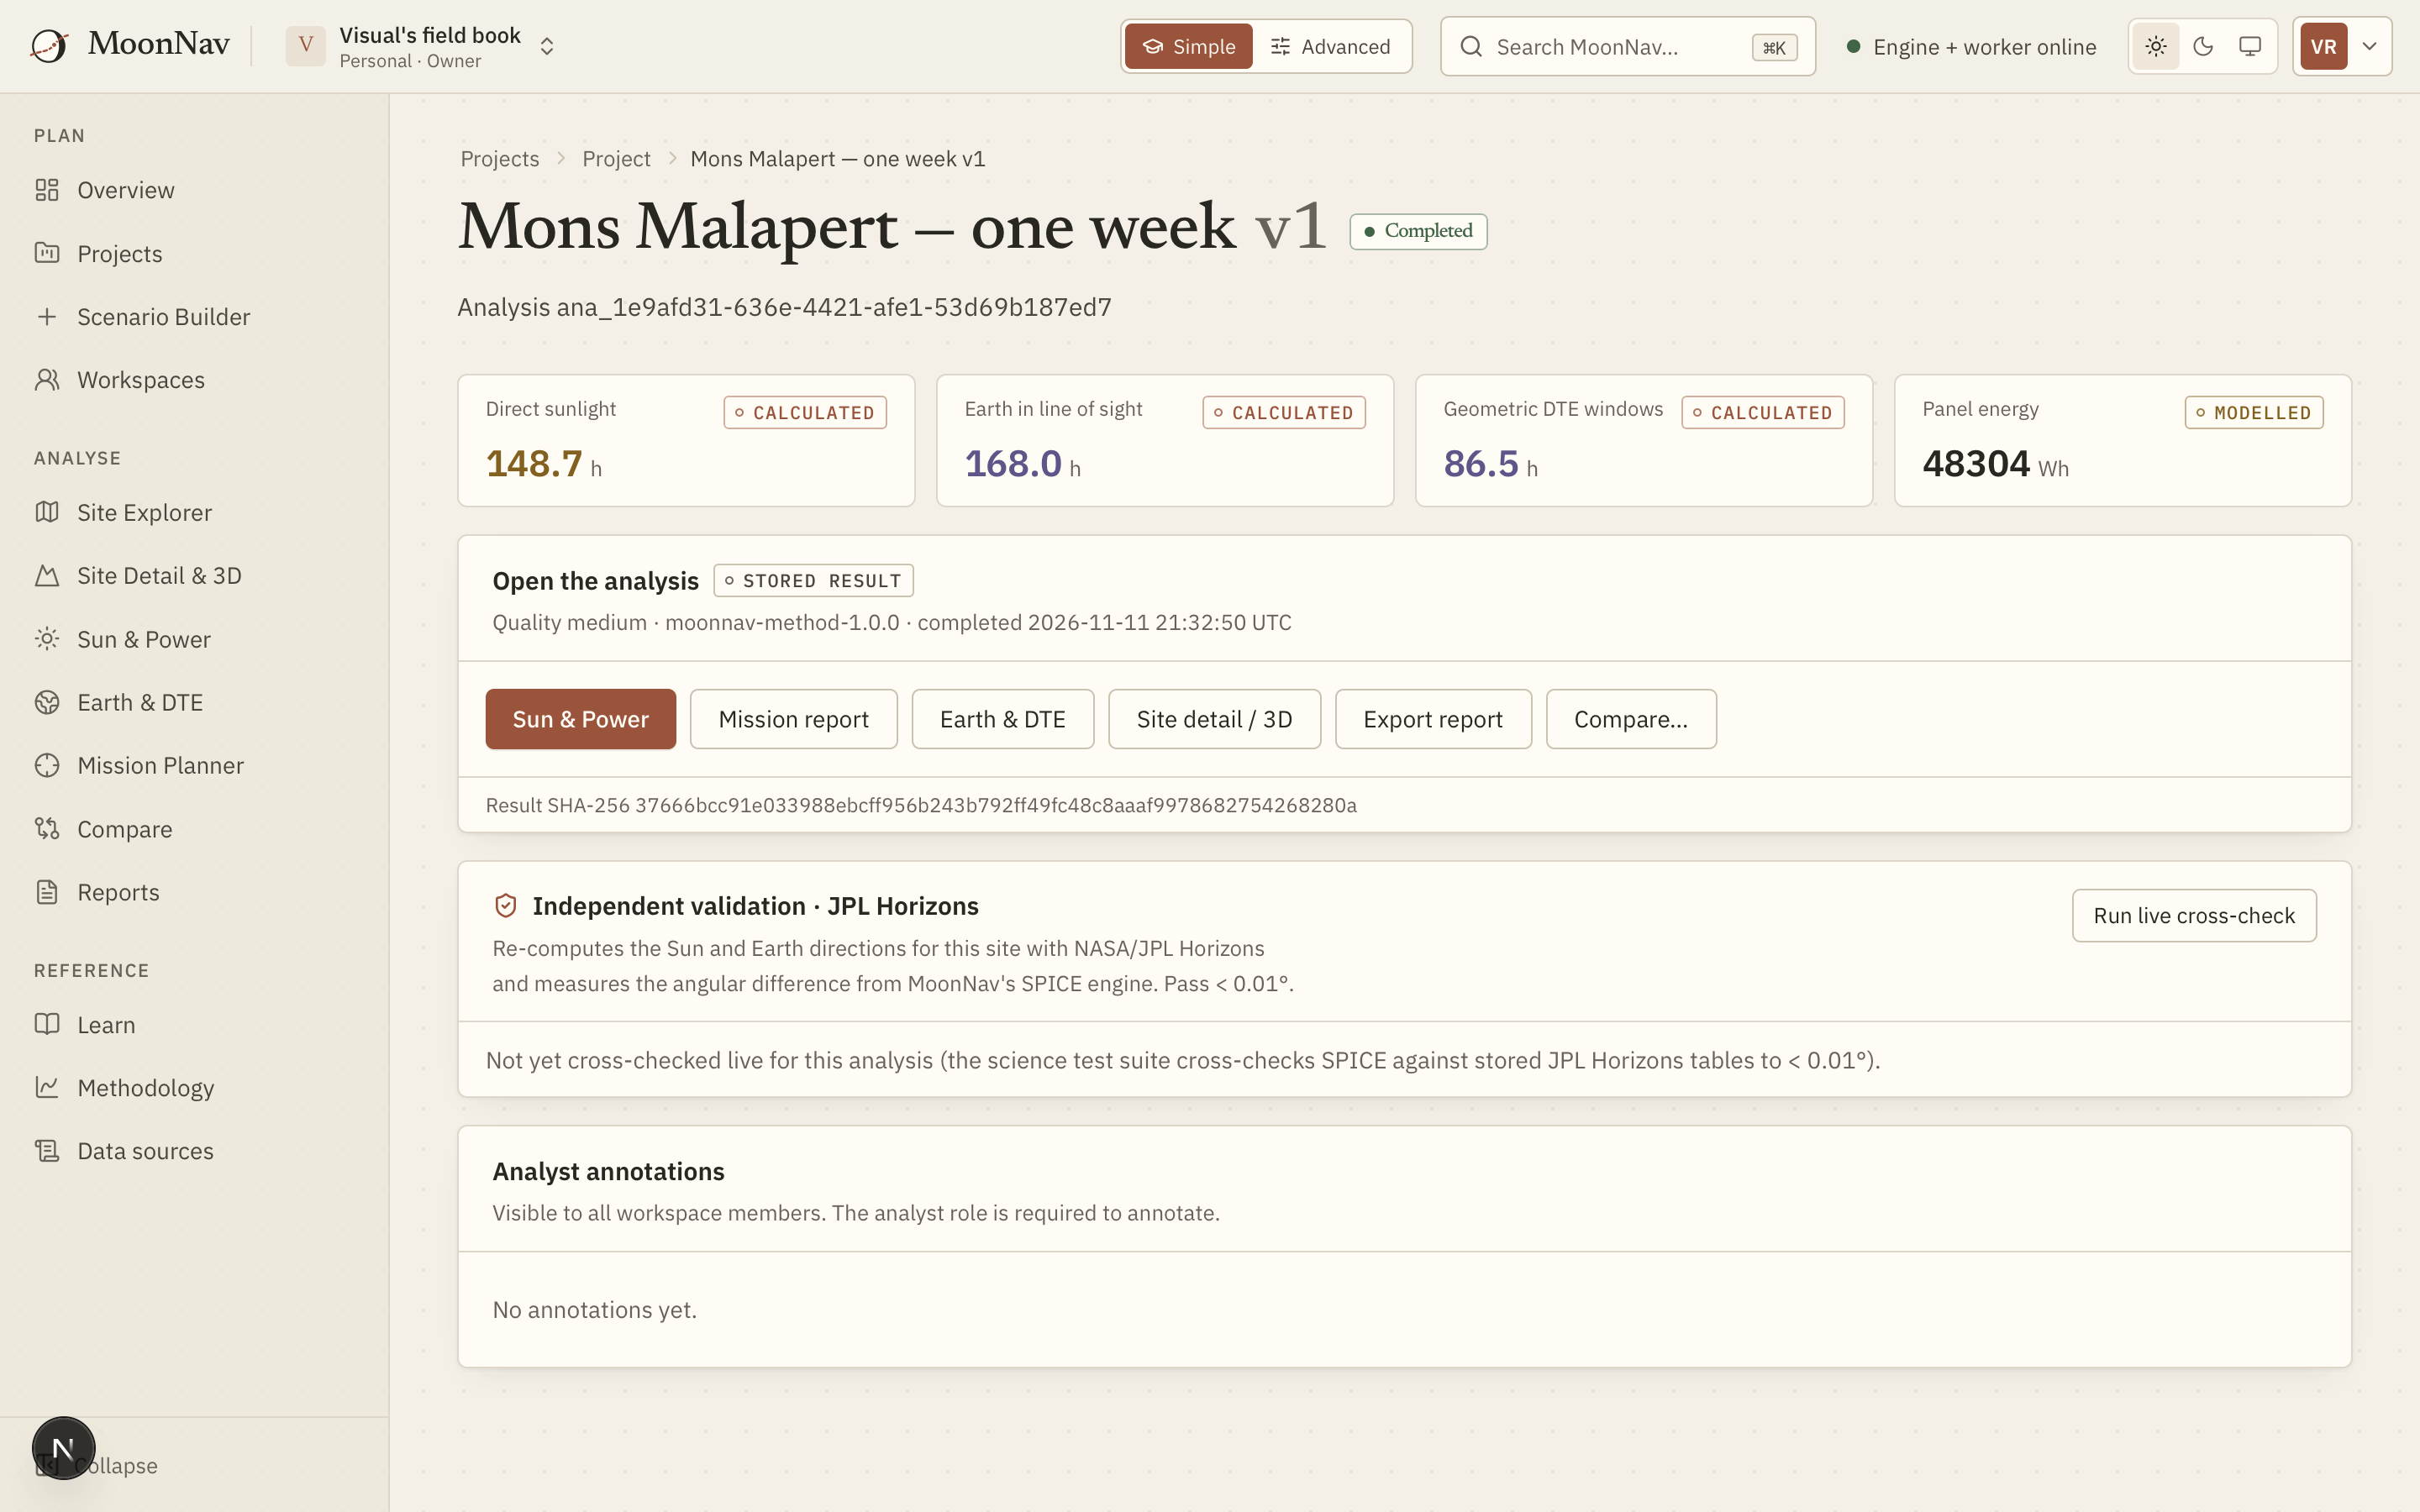 MoonNav
V
Visual's field book
Personal · Owner
Simple
Advanced
Search MoonNav...
⌘K
Engine + worker online
VR
PLAN
Overview
Projects
Scenario Builder
Workspaces
ANALYSE
Site Explorer
Site Detail & 3D
Sun & Power
Earth & DTE
Mission Planner
Compare
Reports
REFERENCE
Learn
Methodology
Data sources
N
Collapse
Projects > Project > Mons Malapert — one week v1
Mons Malapert — one week v1
Completed
Analysis ana_1e9afd31-636e-4421-afe1-53d69b187ed7
Direct sunlight
CALCULATED
148.7 h
Earth in line of sight
CALCULATED
168.0 h
Geometric DTE windows
CALCULATED
86.5 h
Panel energy
MODELLED
48304 Wh
Open the analysis
STORED RESULT
Quality medium · moonnav-method-1.0.0 · completed 2026-11-11 21:32:50 UTC
Sun & Power
Mission report
Earth & DTE
Site detail / 3D
Export report
Compare...
Result SHA-256 37666bcc91e033988ebcff956b243b792ff49fc48c8aaaf9978682754268280a
Independent validation · JPL Horizons
Run live cross-check
Re-computes the Sun and Earth directions for this site with NASA/JPL Horizons
and measures the angular difference from MoonNav's SPICE engine. Pass < 0.01°.
Not yet cross-checked live for this analysis (the science test suite cross-checks SPICE against stored JPL Horizons tables to < 0.01°).
Analyst annotations
Visible to all workspace members. The analyst role is required to annotate.
No annotations yet.